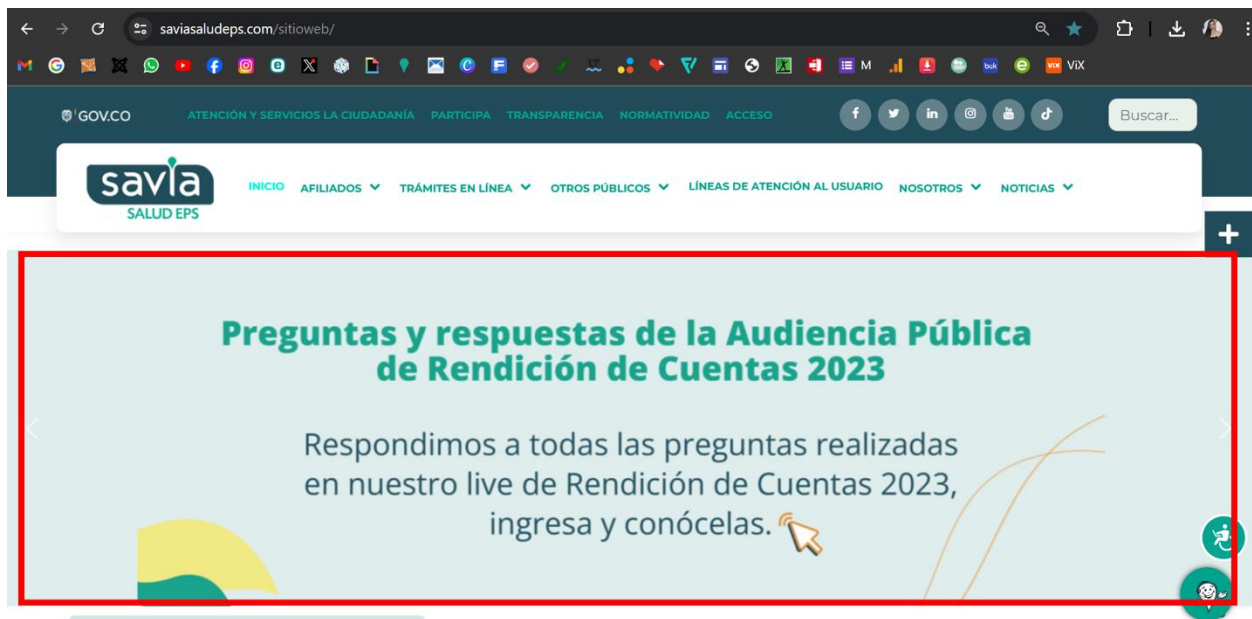 saviasaludeps.com/sitioweb/
M
buk
VIX
ViX
GOV.CO
ATENCIÓN Y SERVICIOS LA CIUDADANÍA PARTICIPA TRANSPARENCIA NORMATIVIDAD ACCESO
Buscar...
savia
SALUD EPS
INICIO AFILIADOS TRÁMITES EN LÍNEA OTROS PÚBLICOS LÍNEAS DE ATENCIÓN AL USUARIO NOSOTROS NOTICIAS
Preguntas y respuestas de la Audiencia Pública
de Rendición de Cuentas 2023
Respondimos a todas las preguntas realizadas
en nuestro live de Rendición de Cuentas 2023,
ingresa y conócelas.